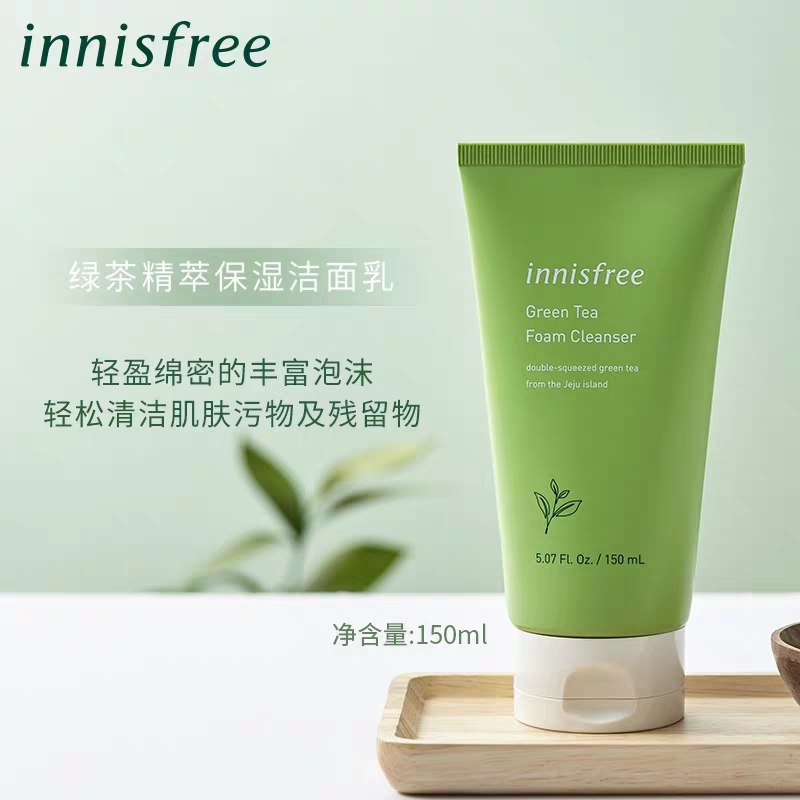 innisfree
绿茶精萃保湿洁面乳
轻盈绵密的丰富泡沫
轻松清洁肌肤污物及残留物
innisfree
Green Tea
Foam Cleanser
double-squeezed green tea
from the Jeju island
5.07 Fl. Oz. / 150 mL
净含量:150ml